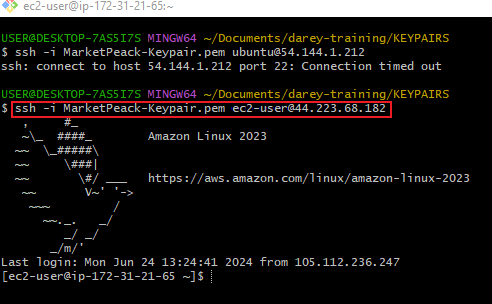 ec2-user@ip-172-31-21-65:~
USER@DESKTOP-7AS5I7S MINGW64 ~/Documents/darey-training/KEYPAIRS
$ ssh -i MarketPeack-Keypair.pem ubuntu@54.144.1.212
ssh: connect to host 54.144.1.212 port 22: Connection timed out
USER@DESKTOP-7AS5I7S MINGW64 ~/Documents/darey-training/KEYPAIRS
$ ssh -i MarketPeack-Keypair.pem ec2-user@44.223.68.182
   ,     #_
   ~\_  ####_        Amazon Linux 2023
  ~~  \_#####\
  ~~     \###|
  ~~       \#/ ___   https://aws.amazon.com/linux/amazon-linux-2023
   ~~       V~' '->
    ~~~         /
      ~~._.   _/
         _/ _/
       _/m/'
Last login: Mon Jun 24 13:24:41 2024 from 105.112.236.247
[ec2-user@ip-172-31-21-65 ~]$